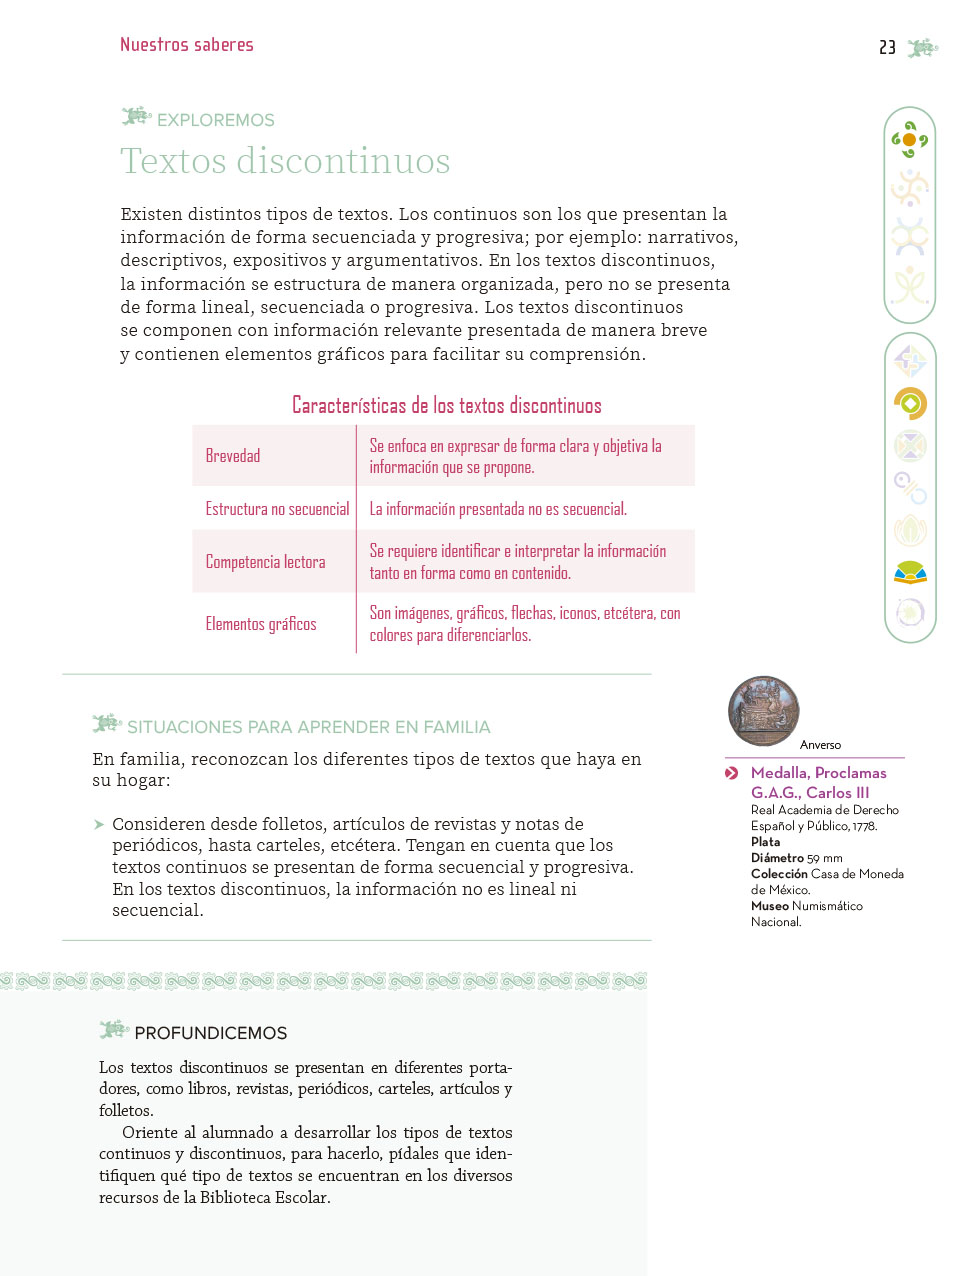 Nuestros saberes
23
EXPLOREMOS
Textos discontinuos
Existen distintos tipos de textos. Los continuos son los que presentan la
información de forma secuenciada y progresiva; por ejemplo: narrativos,
descriptivos, expositivos y argumentativos. En los textos discontinuos,
la información se estructura de manera organizada, pero no se presenta
de forma lineal, secuenciada o progresiva. Los textos discontinuos
se componen con información relevante presentada de manera breve
y contienen elementos gráficos para facilitar su comprensión.
Características de los textos discontinuos
Brevedad
Se enfoca en expresar de forma clara y objetiva la
información que se propone.
Estructura no secuencial
La información presentada no es secuencial.
Competencia lectora
Se requiere identificar e interpretar la información
tanto en forma como en contenido.
Elementos gráficos
Son imágenes, gráficos, flechas, iconos, etcétera, con
colores para diferenciarlos.
SITUACIONES PARA APRENDER EN FAMILIA
En familia, reconozcan los diferentes tipos de textos que haya en
su hogar:
Consideren desde folletos, artículos de revistas y notas de
periódicos, hasta carteles, etcétera. Tengan en cuenta que los
textos continuos se presentan de forma secuencial y progresiva.
En los textos discontinuos, la información no es lineal ni
secuencial.
Anverso
Medalla, Proclamas
G.A.G., Carlos III
Real Academia de Derecho
Español y Público, 1778.
Plata
Diámetro 59 mm
Colección Casa de Moneda
de México.
Museo Numismático
Nacional.
PROFUNDICEMOS
Los textos discontinuos se presentan en diferentes porta-
dores, como libros, revistas, periódicos, carteles, artículos y
folletos.
Oriente al alumnado a desarrollar los tipos de textos
continuos y discontinuos, para hacerlo, pídales que iden-
tifiquen qué tipo de textos se encuentran en los diversos
recursos de la Biblioteca Escolar.